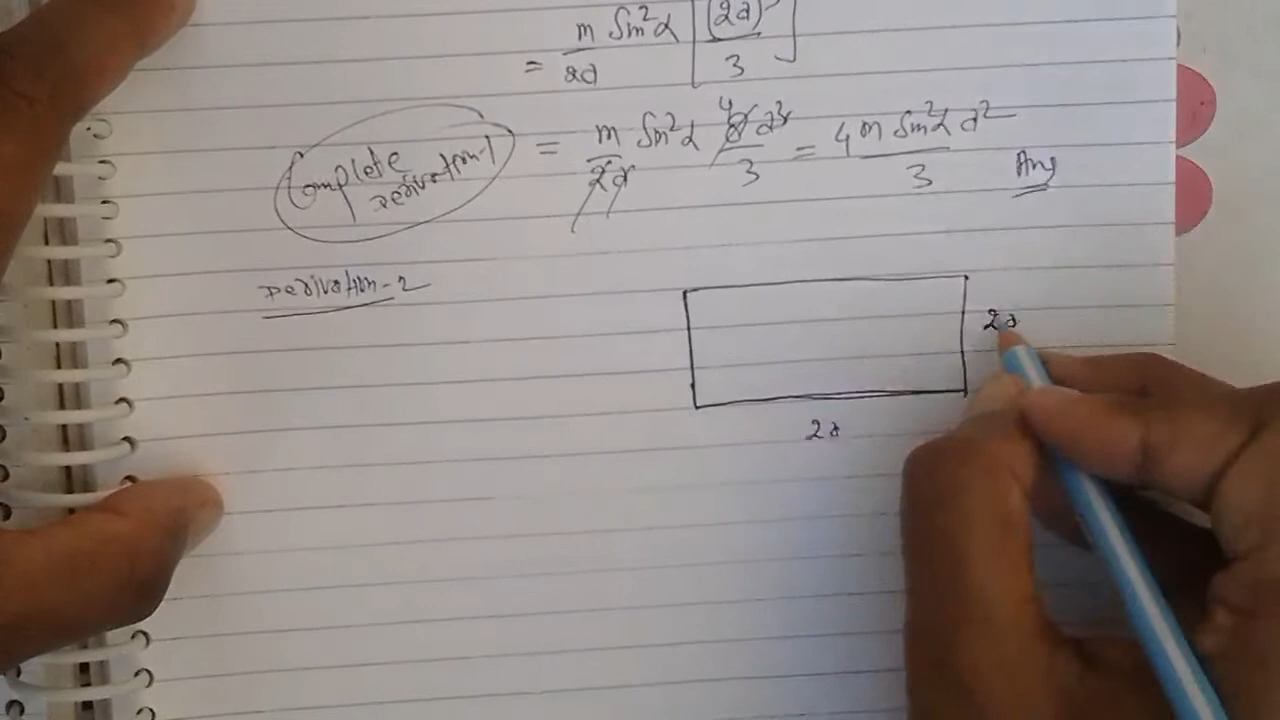 = m/2a Sin²α [(2a)³/3]
Complete Derivation-1 = m/2a Sin²α 4 8a³/3 = 4m Sin²α a²/3 Ans
Derivation-2
2a
2a